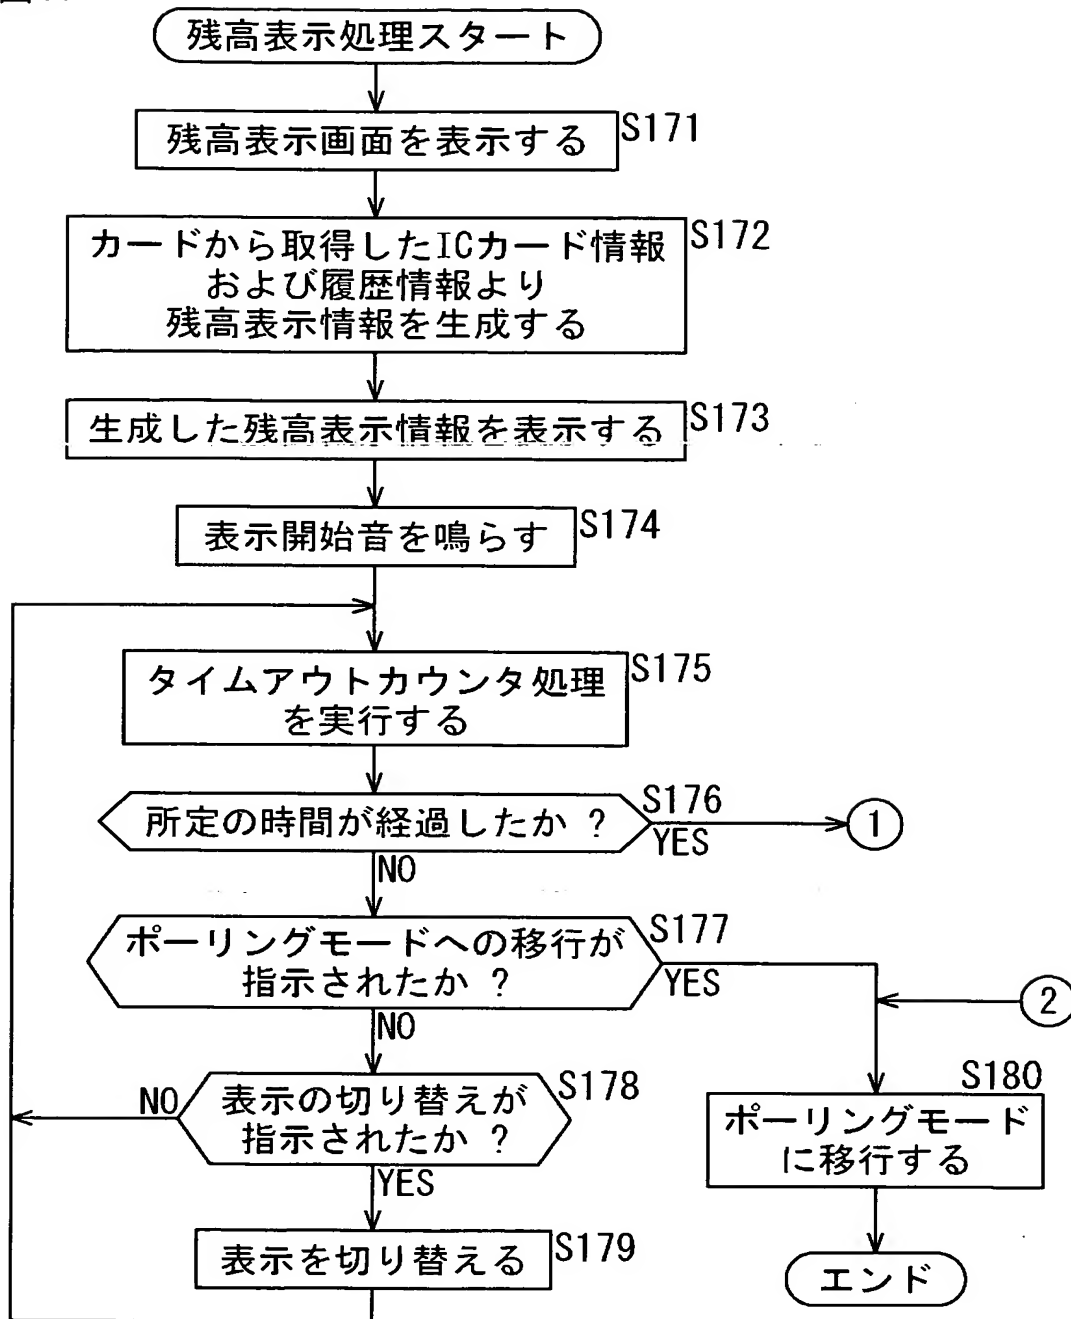 残高表示処理スタート
残高表示画面を表示する
S171
カードから取得したICカード情報
および履歴情報より
残高表示情報を生成する
S172
生成した残高表示情報を表示する
S173
表示開始音を鳴らす
S174
タイムアウトカウンタ処理
を実行する
S175
所定の時間が経過したか ?
S176
YES
1
NO
ポーリングモードへの移行が
指示されたか ?
S177
YES
2
NO
表示の切り替えが
指示されたか ?
S178
NO
YES
S180
ポーリングモード
に移行する
表示を切り替える
S179
エンド